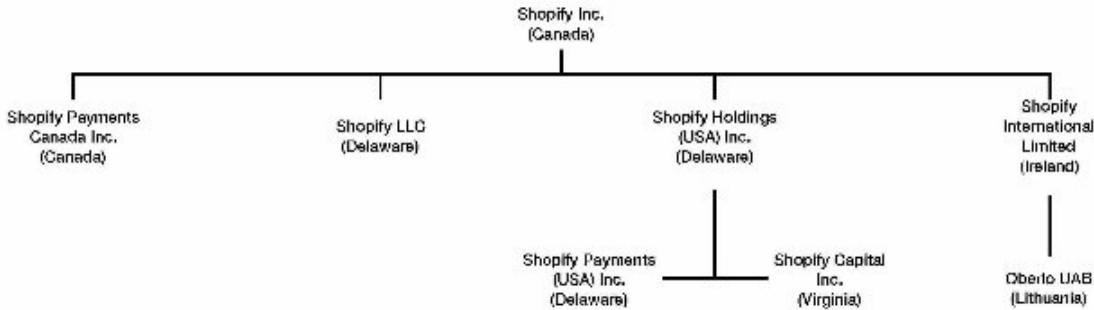 Shopify Inc.
(Canada)
Shopify Payments
Canada Inc.
(Canada)
Shopify LLC
(Delaware)
Shopify Holdings
(USA) Inc.
(Delaware)
Shopify
International
Limited
(Ireland)
Shopify Payments
(USA) Inc.
(Delaware)
Shopify Capital
Inc.
(Virginia)
Oberlo UAB
(Lithuania)